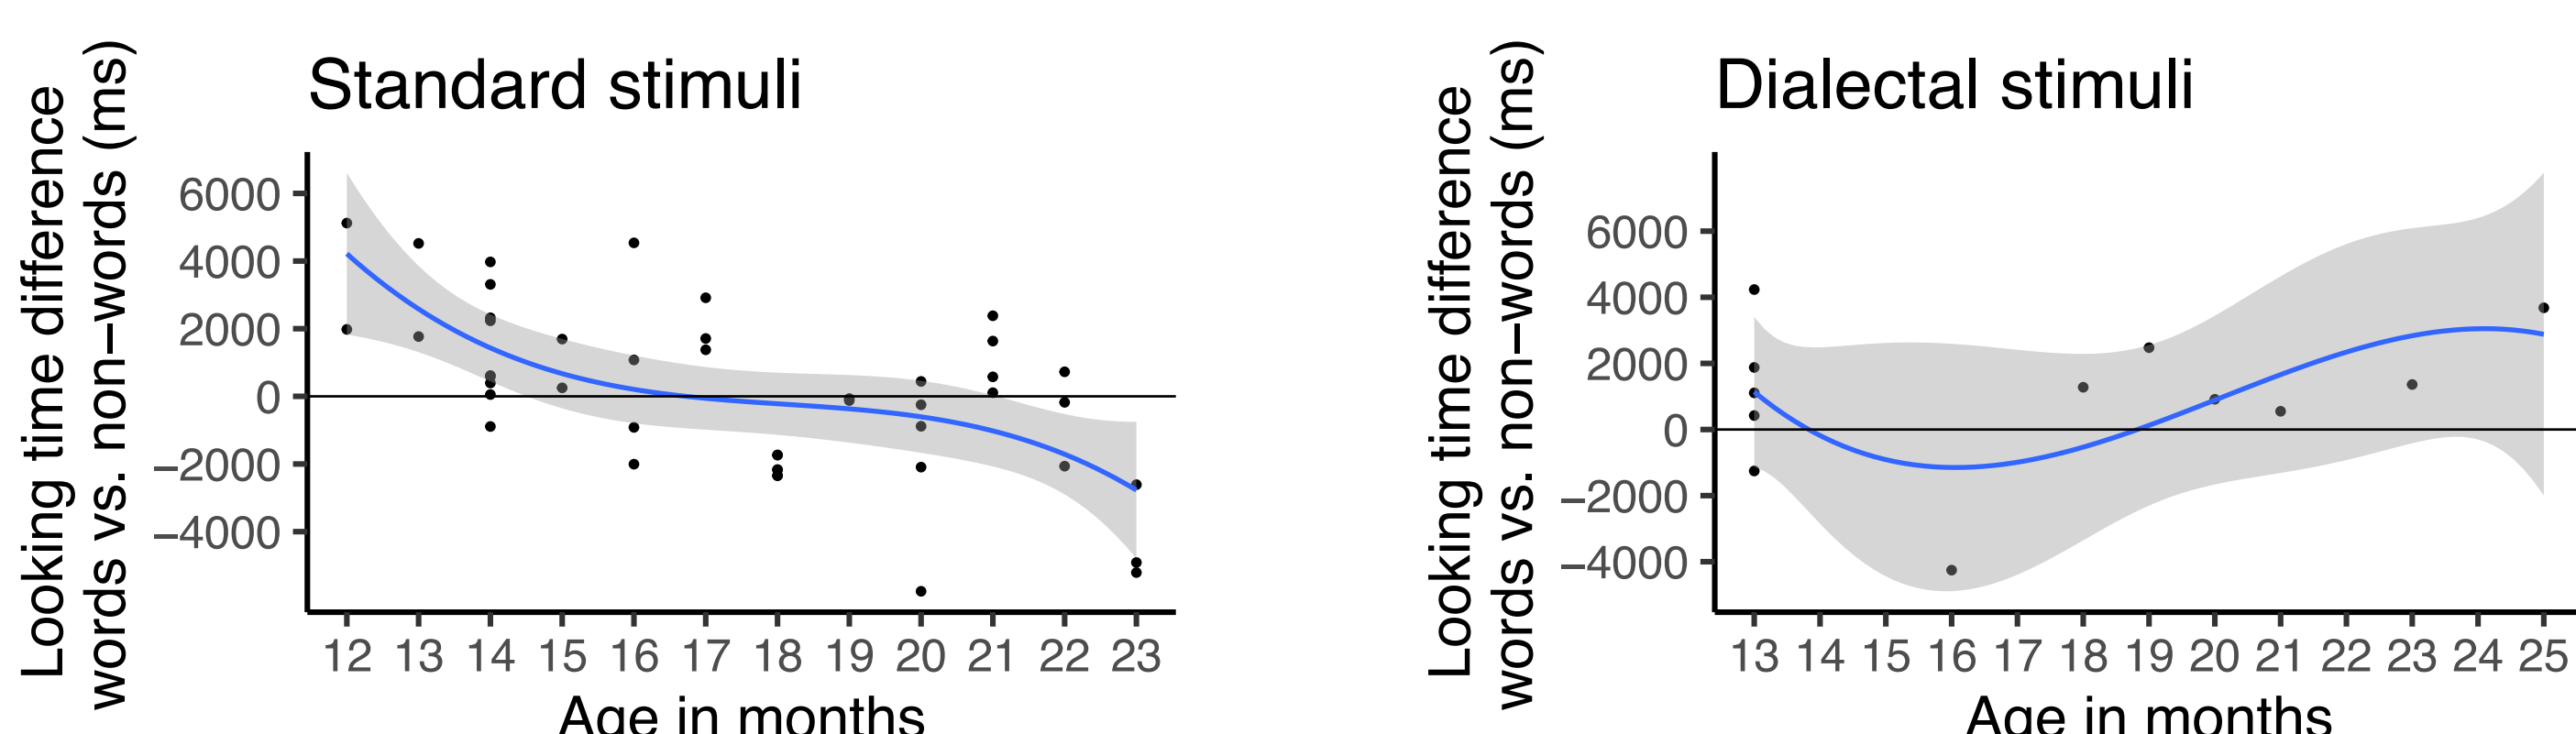 Standard stimuli
Looking time difference
words vs. non−words (ms)
6000
4000
2000
0
−2000
−4000
12 13 14 15 16 17 18 19 20 21 22 23
Age in months
Dialectal stimuli
Looking time difference
words vs. non−words (ms)
6000
4000
2000
0
−2000
−4000
13 14 15 16 17 18 19 20 21 22 23 24 25
Age in months